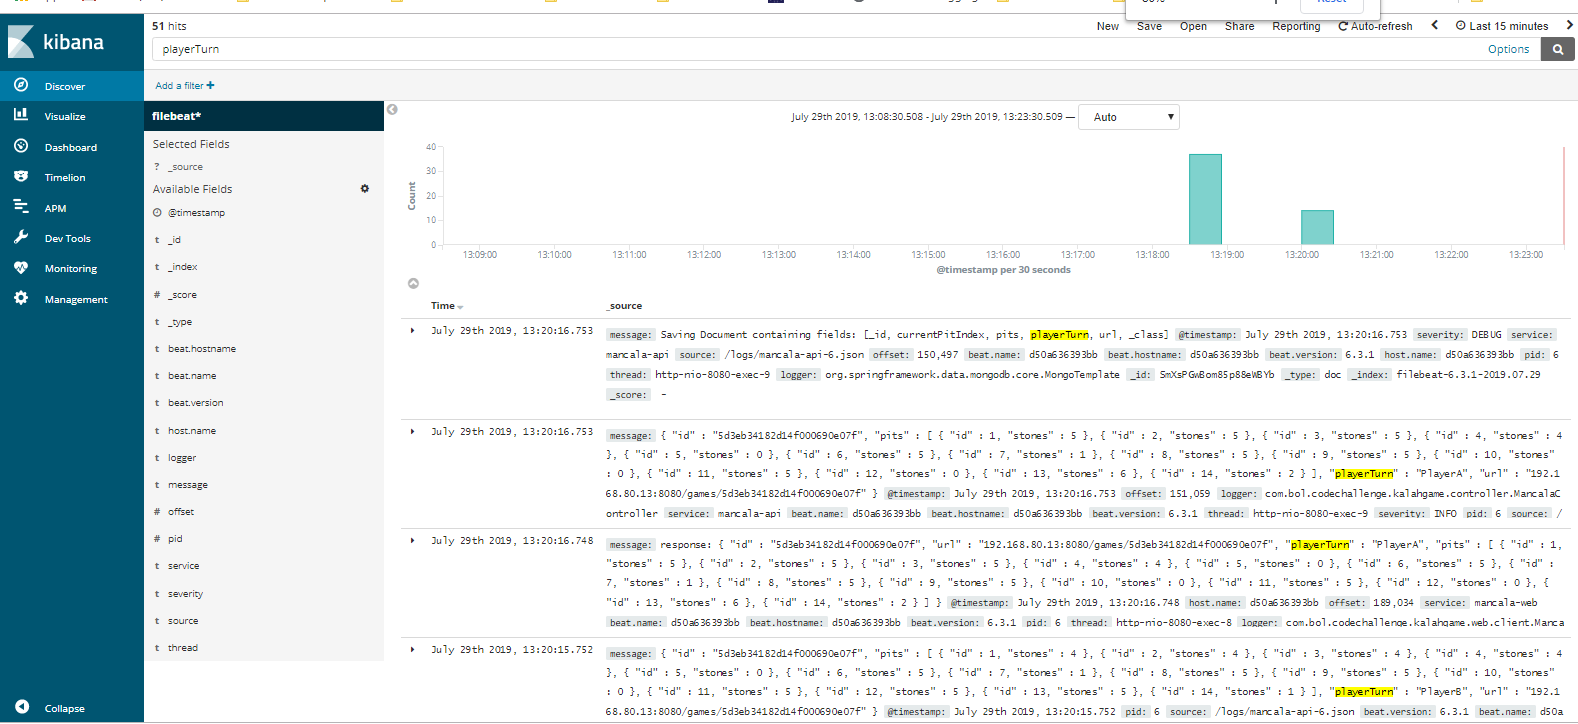 51 hits
New Save Open Share Reporting Auto-refresh Last 15 minutes
kibana
playerTurn
Options
Add a filter +
Discover
Visualize
Dashboard
Timelion
APM
Dev Tools
Monitoring
Management
Collapse
filebeat*
Selected Fields
? _source
Available Fields
@timestamp
t _id
t _index
# _score
t _type
t beat.hostname
t beat.name
t beat.version
t host.name
t logger
t message
# offset
# pid
t service
t severity
t source
t thread
July 29th 2019, 13:08:30.508 - July 29th 2019, 13:23:30.509 — Auto
Count
40
30
20
10
0
13:09:00 13:10:00 13:11:00 13:12:00 13:13:00 13:14:00 13:15:00 13:16:00 13:17:00 13:18:00 13:19:00 13:20:00 13:21:00 13:22:00 13:23:00
@timestamp per 30 seconds
Time _source
July 29th 2019, 13:20:16.753
message: Saving Document containing fields: [_id, currentPitIndex, pits, playerTurn, url, _class] @timestamp: July 29th 2019, 13:20:16.753 severity: DEBUG service:
mancala-api source: /logs/mancala-api-6.json offset: 150,497 beat.name: d50a636393bb beat.hostname: d50a636393bb beat.version: 6.3.1 host.name: d50a636393bb pid: 6
thread: http-nio-8080-exec-9 logger: org.springframework.data.mongodb.core.MongoTemplate _id: SmXsPGwBom85p88eWBYb _type: doc _index: filebeat-6.3.1-2019.07.29
_score: -
July 29th 2019, 13:20:16.753
message: { "id" : "5d3eb34182d14f000690e07f", "pits" : [ { "id" : 1, "stones" : 5 }, { "id" : 2, "stones" : 5 }, { "id" : 3, "stones" : 5 }, { "id" : 4, "stones" : 4
}, { "id" : 5, "stones" : 0 }, { "id" : 6, "stones" : 5 }, { "id" : 7, "stones" : 1 }, { "id" : 8, "stones" : 5 }, { "id" : 9, "stones" : 5 }, { "id" : 10, "stones"
: 0 }, { "id" : 11, "stones" : 5 }, { "id" : 12, "stones" : 0 }, { "id" : 13, "stones" : 6 }, { "id" : 14, "stones" : 2 } ], "playerTurn" : "PlayerA", "url" : "192.1
68.80.13:8080/games/5d3eb34182d14f000690e07f" } @timestamp: July 29th 2019, 13:20:16.753 offset: 151,059 logger: com.bol.codechallenge.kalahgame.controller.MancalaC
ontroller service: mancala-api beat.name: d50a636393bb beat.hostname: d50a636393bb beat.version: 6.3.1 thread: http-nio-8080-exec-9 severity: INFO pid: 6 source: /
July 29th 2019, 13:20:16.748
message: response: { "id" : "5d3eb34182d14f000690e07f", "url" : "192.168.80.13:8080/games/5d3eb34182d14f000690e07f", "playerTurn" : "PlayerA", "pits" : [ { "id" : 1,
"stones" : 5 }, { "id" : 2, "stones" : 5 }, { "id" : 3, "stones" : 5 }, { "id" : 4, "stones" : 4 }, { "id" : 5, "stones" : 0 }, { "id" : 6, "stones" : 5 }, { "id" :
7, "stones" : 1 }, { "id" : 8, "stones" : 5 }, { "id" : 9, "stones" : 5 }, { "id" : 10, "stones" : 0 }, { "id" : 11, "stones" : 5 }, { "id" : 12, "stones" : 0 }, {
"id" : 13, "stones" : 6 }, { "id" : 14, "stones" : 2 } ] } @timestamp: July 29th 2019, 13:20:16.748 host.name: d50a636393bb offset: 189,034 service: mancala-web
beat.name: d50a636393bb beat.hostname: d50a636393bb beat.version: 6.3.1 pid: 6 thread: http-nio-8080-exec-8 logger: com.bol.codechallenge.kalahgame.web.client.Manca
July 29th 2019, 13:20:15.752
message: { "id" : "5d3eb34182d14f000690e07f", "pits" : [ { "id" : 1, "stones" : 4 }, { "id" : 2, "stones" : 4 }, { "id" : 3, "stones" : 4 }, { "id" : 4, "stones" : 4
}, { "id" : 5, "stones" : 0 }, { "id" : 6, "stones" : 5 }, { "id" : 7, "stones" : 1 }, { "id" : 8, "stones" : 5 }, { "id" : 9, "stones" : 5 }, { "id" : 10, "stones"
: 0 }, { "id" : 11, "stones" : 5 }, { "id" : 12, "stones" : 5 }, { "id" : 13, "stones" : 5 }, { "id" : 14, "stones" : 1 } ], "playerTurn" : "PlayerB", "url" : "192.1
68.80.13:8080/games/5d3eb34182d14f000690e07f" } @timestamp: July 29th 2019, 13:20:15.752 pid: 6 source: /logs/mancala-api-6.json beat.version: 6.3.1 beat.name: d50a